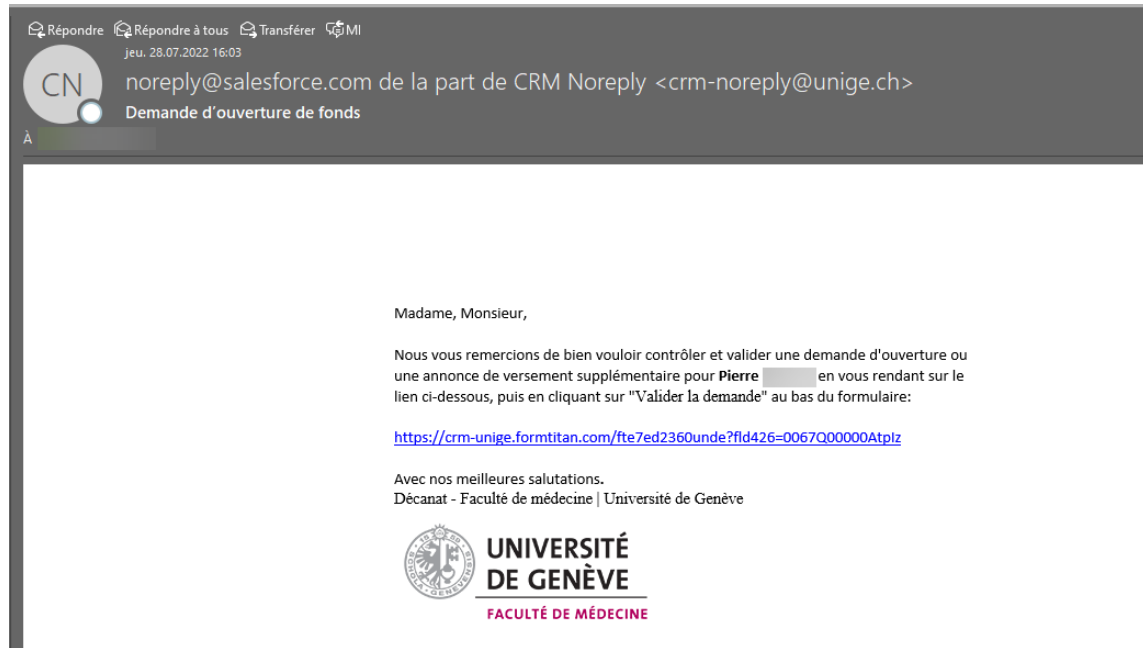 Répondre Répondre à tous Transférer MI
jeu. 28.07.2022 16:03
CN
noreply@salesforce.com de la part de CRM Noreply <crm-noreply@unige.ch>
Demande d'ouverture de fonds
À
Madame, Monsieur,
Nous vous remercions de bien vouloir contrôler et valider une demande d'ouverture ou
une annonce de versement supplémentaire pour Pierre en vous rendant sur le
lien ci-dessous, puis en cliquant sur "Valider la demande" au bas du formulaire:
https://crm-unige.formtitan.com/fte7ed2360unde?fld426=0067Q00000AtpIz
Avec nos meilleures salutations.
Décanat - Faculté de médecine | Université de Genève
UNIVERSITÉ
DE GENÈVE
FACULTÉ DE MÉDECINE